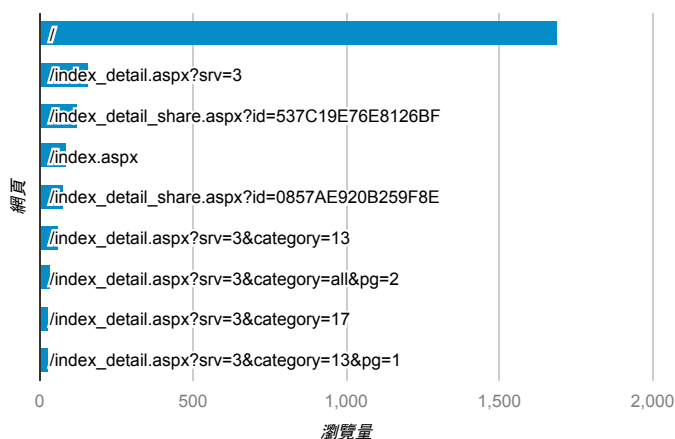 /
/index_detail.aspx?srv=3
/index_detail_share.aspx?id=537C19E76E8126BF
/index.aspx
/index_detail_share.aspx?id=0857AE920B259F8E
/index_detail.aspx?srv=3&category=13
/index_detail.aspx?srv=3&category=all&pg=2
/index_detail.aspx?srv=3&category=17
/index_detail.aspx?srv=3&category=13&pg=1
網頁
0 500 1,000 1,500 2,000
瀏覽量